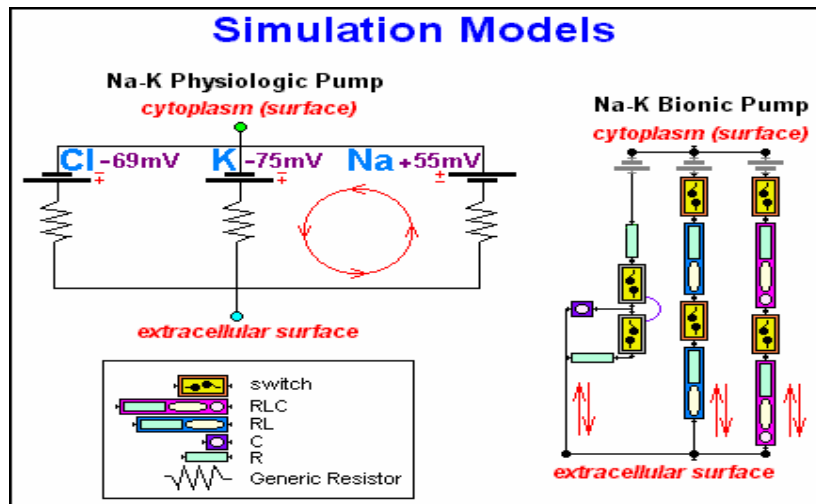 Simulation Models
Na-K Physiologic Pump
cytoplasm (surface)
Cl -69mV K -75mV Na +55mV
extracellular surface
switch
RLC
RL
C
R
Generic Resistor
Na-K Bionic Pump
cytoplasm (surface)
extracellular surface